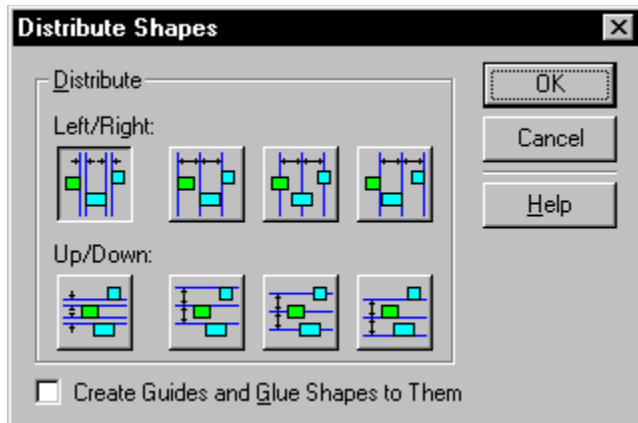 Distribute Shapes
Distribute
Left/Right:
Up/Down:
OK
Cancel
Help
Create Guides and Glue Shapes to Them